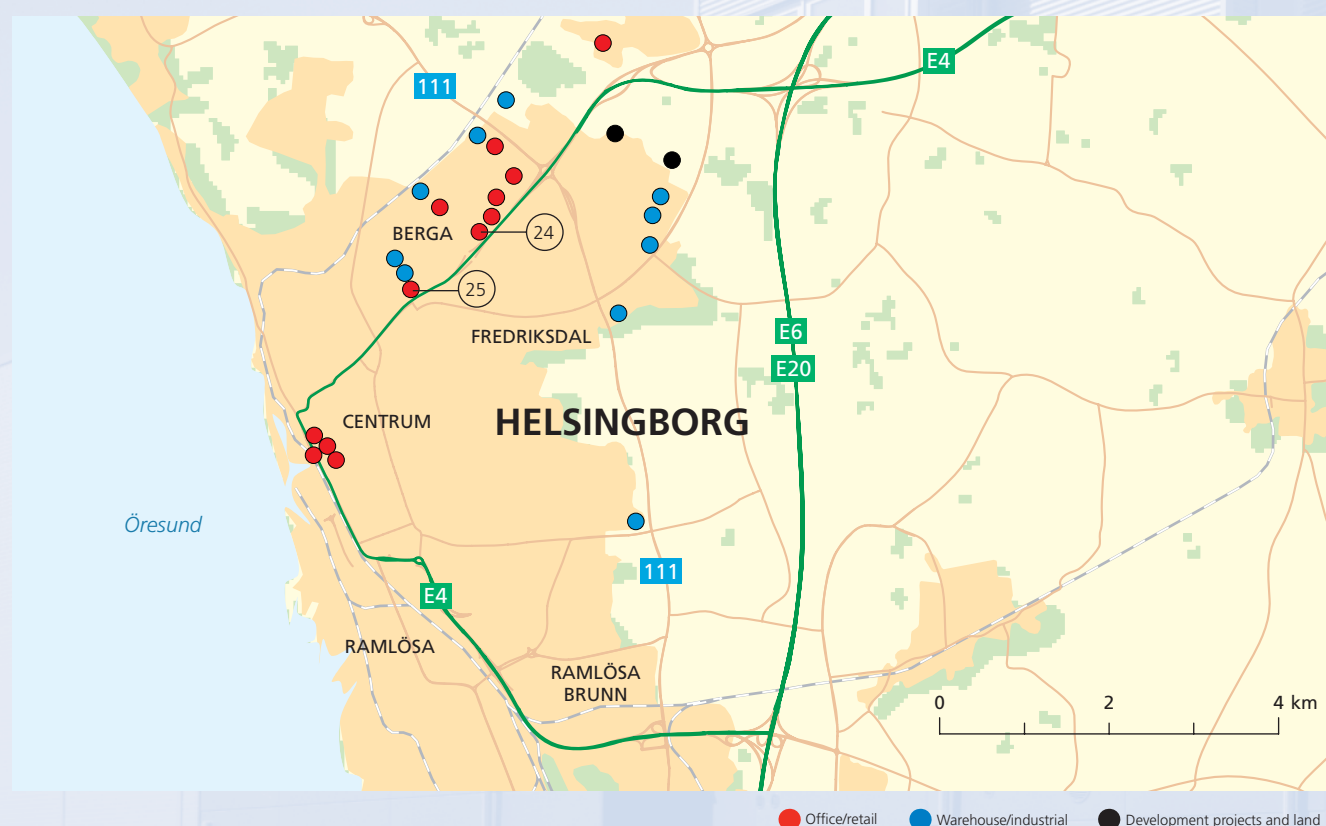 E4
111
BERGA
24
25
E6
FREDRIKSDAL
E20
CENTRUM
HELSINGBORG
Öresund
111
E4
RAMLÖSA
RAMLÖSA
BRUNN
0 2 4 km
Office/retail Warehouse/industrial Development projects and land